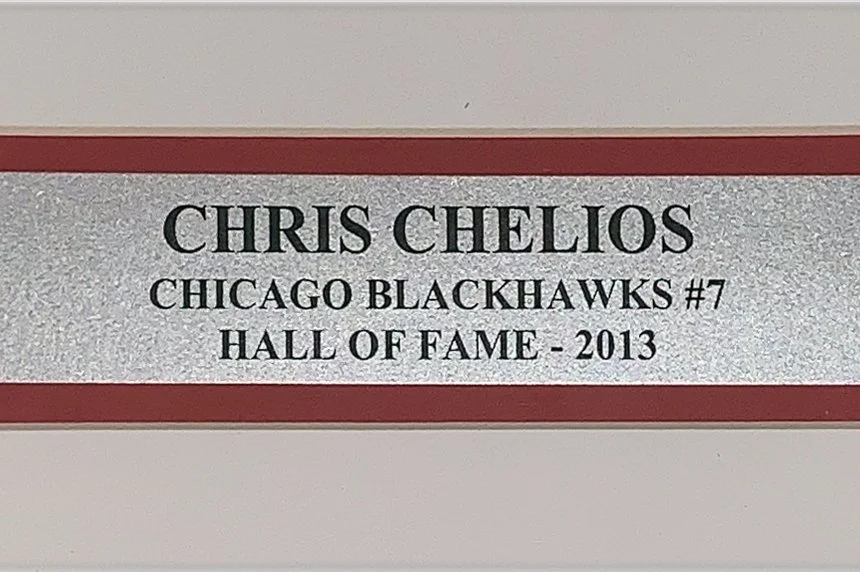 CHRIS CHELIOS
CHICAGO BLACKHAWKS #7
HALL OF FAME - 2013